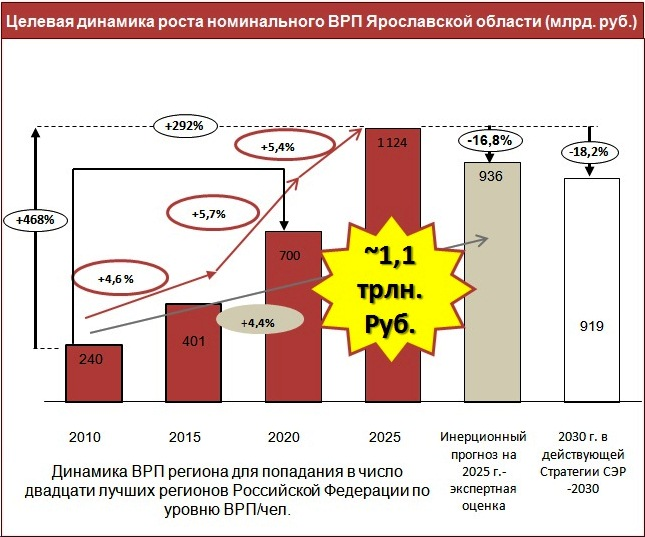 Целевая динамика роста номинального ВРП Ярославской области (млрд. руб.)
+292%
+5,4%
1124
-16,8%
-18,2%
936
+5,7%
+468%
700
~1,1
трлн.
Руб.
+4,6 %
+4,4%
401
919
240
2010
2015
2020
2025
Инерционный
прогноз на
2025 г.-
экспертная
оценка
2030 г. в
действующей
Стратегии СЭР
-2030
Динамика ВРП региона для попадания в число
двадцати лучших регионов Российской Федерации по
уровню ВРП/чел.